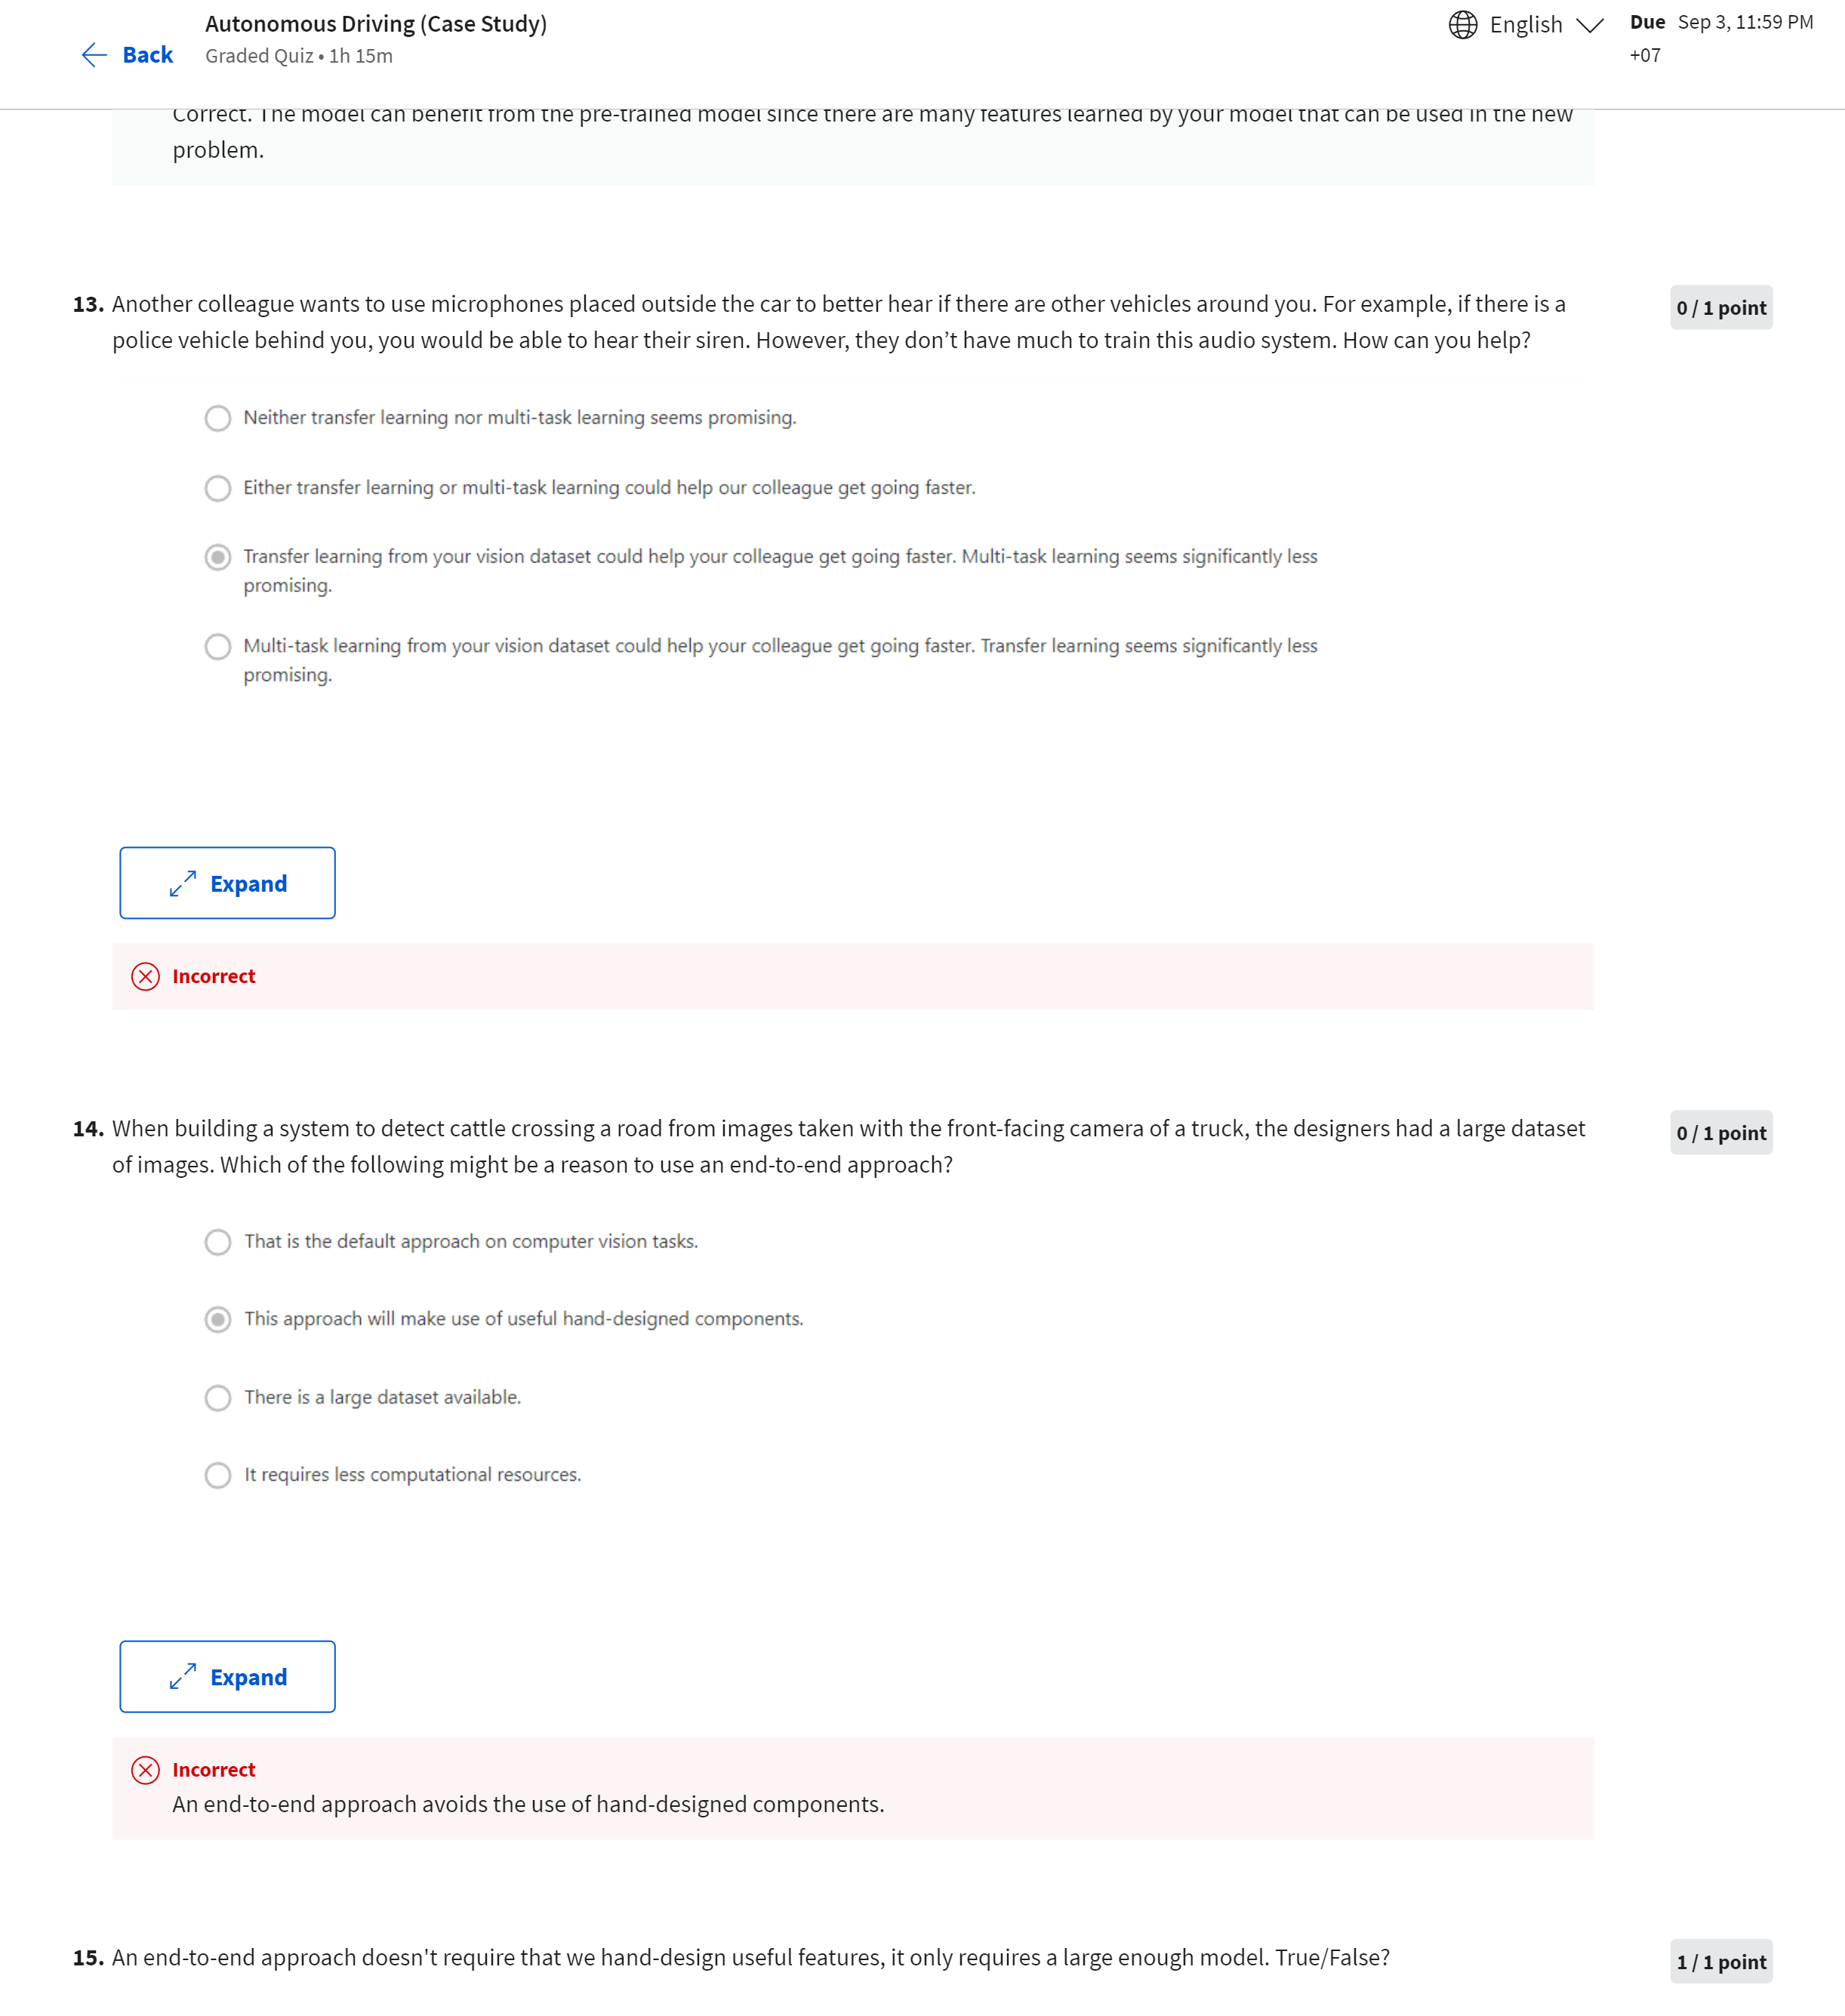 Autonomous Driving (Case Study)
Back
Graded Quiz • 1h 15m
English
Due Sep 3, 11:59 PM
+07
Correct. The model can benefit from the pre-trained model since there are many features learned by your model that can be used in the new
problem.
13. Another colleague wants to use microphones placed outside the car to better hear if there are other vehicles around you. For example, if there is a
police vehicle behind you, you would be able to hear their siren. However, they don’t have much to train this audio system. How can you help?
0 / 1 point
Neither transfer learning nor multi-task learning seems promising.
Either transfer learning or multi-task learning could help our colleague get going faster.
Transfer learning from your vision dataset could help your colleague get going faster. Multi-task learning seems significantly less
promising.
Multi-task learning from your vision dataset could help your colleague get going faster. Transfer learning seems significantly less
promising.
Expand
Incorrect
14. When building a system to detect cattle crossing a road from images taken with the front-facing camera of a truck, the designers had a large dataset
of images. Which of the following might be a reason to use an end-to-end approach?
0 / 1 point
That is the default approach on computer vision tasks.
This approach will make use of useful hand-designed components.
There is a large dataset available.
It requires less computational resources.
Expand
Incorrect
An end-to-end approach avoids the use of hand-designed components.
15. An end-to-end approach doesn't require that we hand-design useful features, it only requires a large enough model. True/False?
1 / 1 point